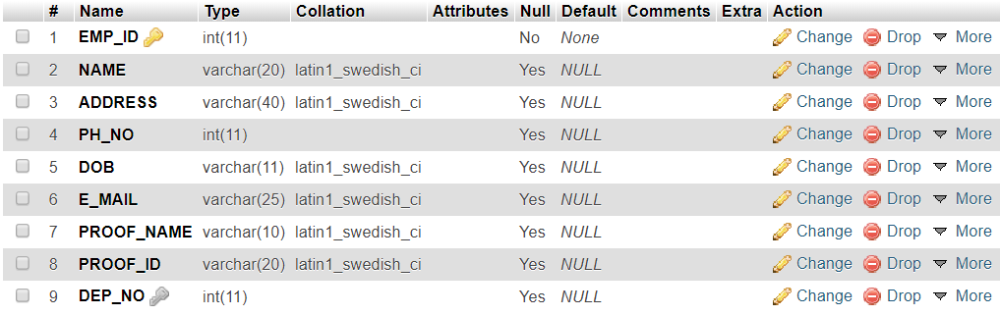 # Name Type Collation Attributes Null Default Comments Extra Action
1 EMP_ID int(11) No None Change Drop More
2 NAME varchar(20) latin1_swedish_ci Yes NULL Change Drop More
3 ADDRESS varchar(40) latin1_swedish_ci Yes NULL Change Drop More
4 PH_NO int(11) Yes NULL Change Drop More
5 DOB varchar(11) latin1_swedish_ci Yes NULL Change Drop More
6 E_MAIL varchar(25) latin1_swedish_ci Yes NULL Change Drop More
7 PROOF_NAME varchar(10) latin1_swedish_ci Yes NULL Change Drop More
8 PROOF_ID varchar(20) latin1_swedish_ci Yes NULL Change Drop More
9 DEP_NO int(11) Yes NULL Change Drop More